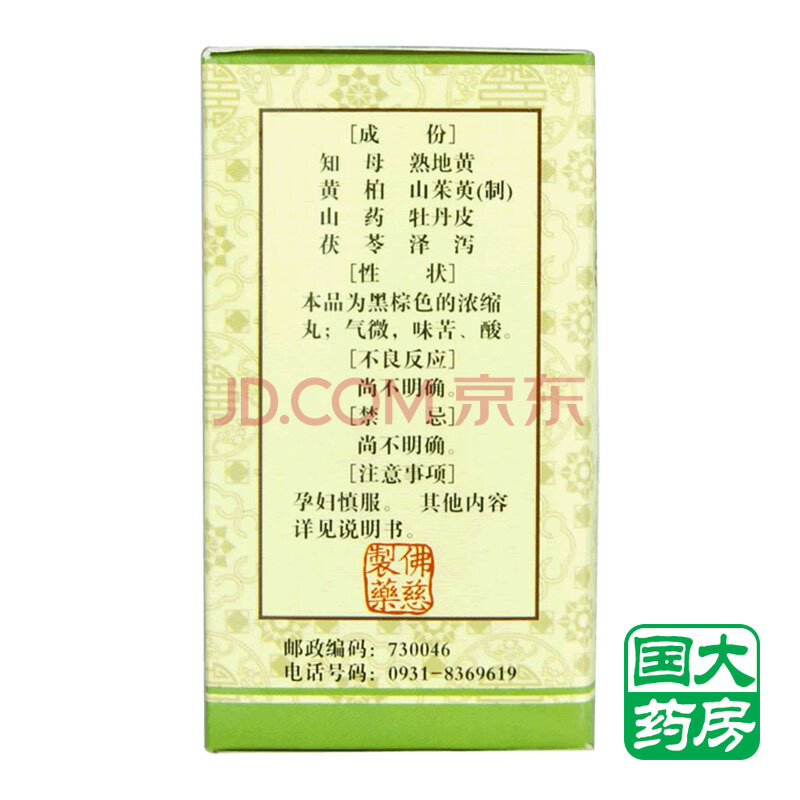 [成 份]
知 母 熟地黄
黄 柏 山茱萸(制)
山 药 牡丹皮
茯 苓 泽 泻
[性 状]
本品为黑棕色的浓缩
丸；气微，味苦、酸。
[不良反应]
尚不明确。
JD.COM 京东
[禁 忌]
尚不明确。
[注意事项]
孕妇慎服。 其他内容
详见说明书。
佛慈
製藥
邮政编码：730046
电话号码：0931-8369619
国大
药房